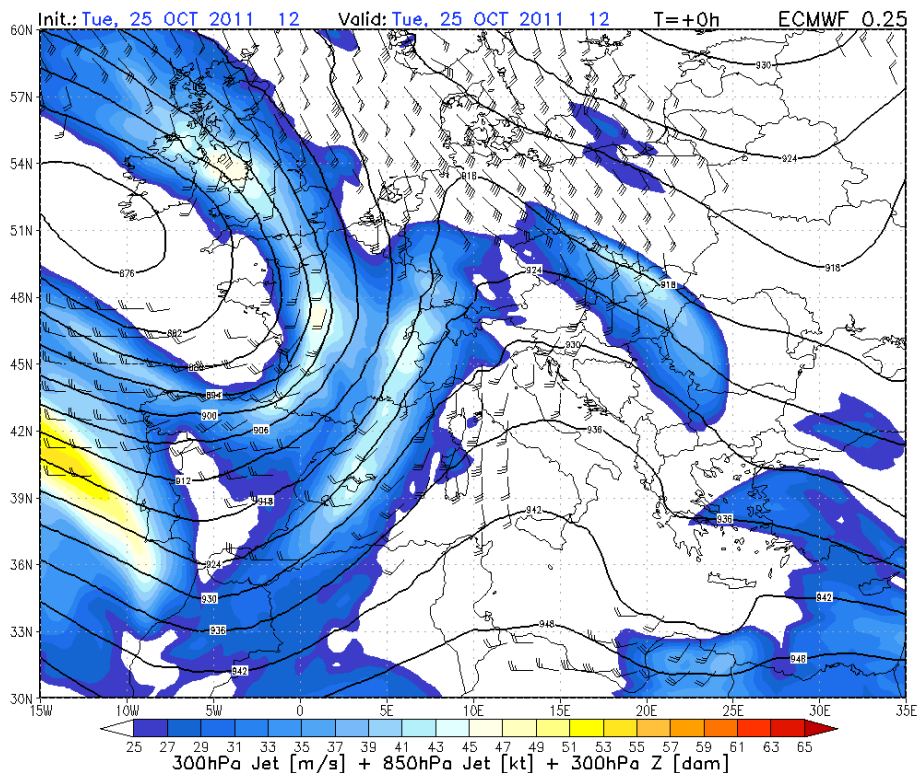 Init.: Tue, 25 OCT 2011 12 Valid: Tue, 25 OCT 2011 12 T=+0h ECMWF 0.25
60N
57N
54N
51N
48N
45N
42N
39N
36N
33N
30N
930
924
918
918
876
924
918
882
930
894
900
906
936
912
918
942
936
924
930
942
936
948
942
948
15W 10W 5W 0 5E 10E 15E 20E 25E 30E 35E
25 27 29 31 33 35 37 39 41 43 45 47 49 51 53 55 57 59 61 63 65
300hPa Jet [m/s] + 850hPa Jet [kt] + 300hPa Z [dam]